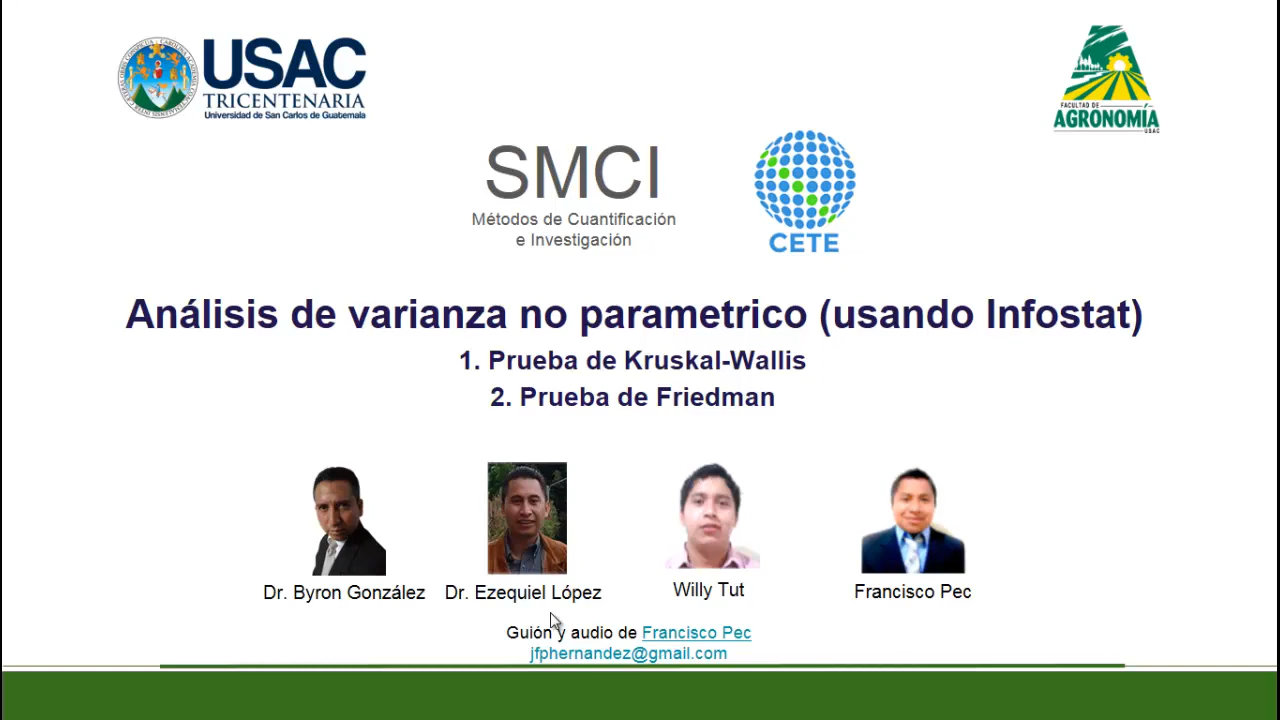 USAC
TRICENTENARIA
Universidad de San Carlos de Guatemala
FACULTAD DE
AGRONOMÍA
USAC
SMCI
Métodos de Cuantificación
e Investigación
CETE
Análisis de varianza no parametrico (usando Infostat)
1. Prueba de Kruskal-Wallis
2. Prueba de Friedman
Dr. Byron González
Dr. Ezequiel López
Willy Tut
Francisco Pec
Guión y audio de Francisco Pec
jfphernandez@gmail.com